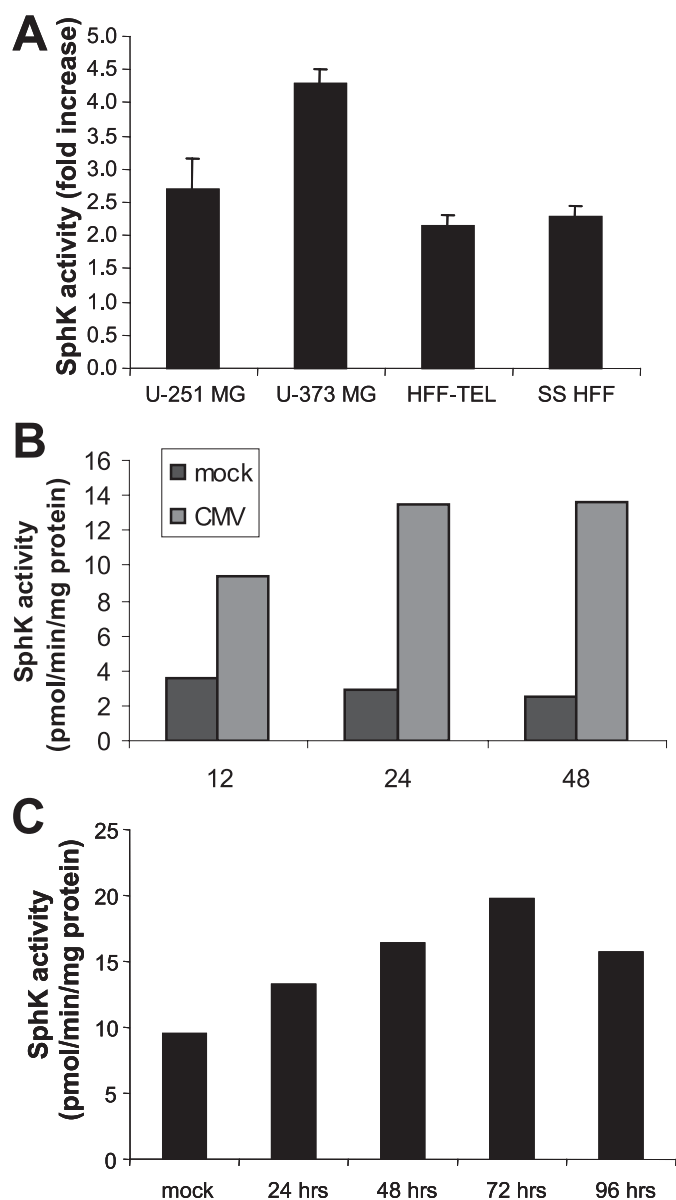 A
SphK activity (fold increase)
5.0
4.5
4.0
3.5
3.0
2.5
2.0
1.5
1.0
0.5
0.0
U-251 MG U-373 MG HFF-TEL SS HFF
B
SphK activity
(pmol/min/mg protein)
16
14
12
10
8
6
4
2
0
mock
CMV
12 24 48
C
SphK activity
(pmol/min/mg protein)
25
20
15
10
5
0
mock 24 hrs 48 hrs 72 hrs 96 hrs